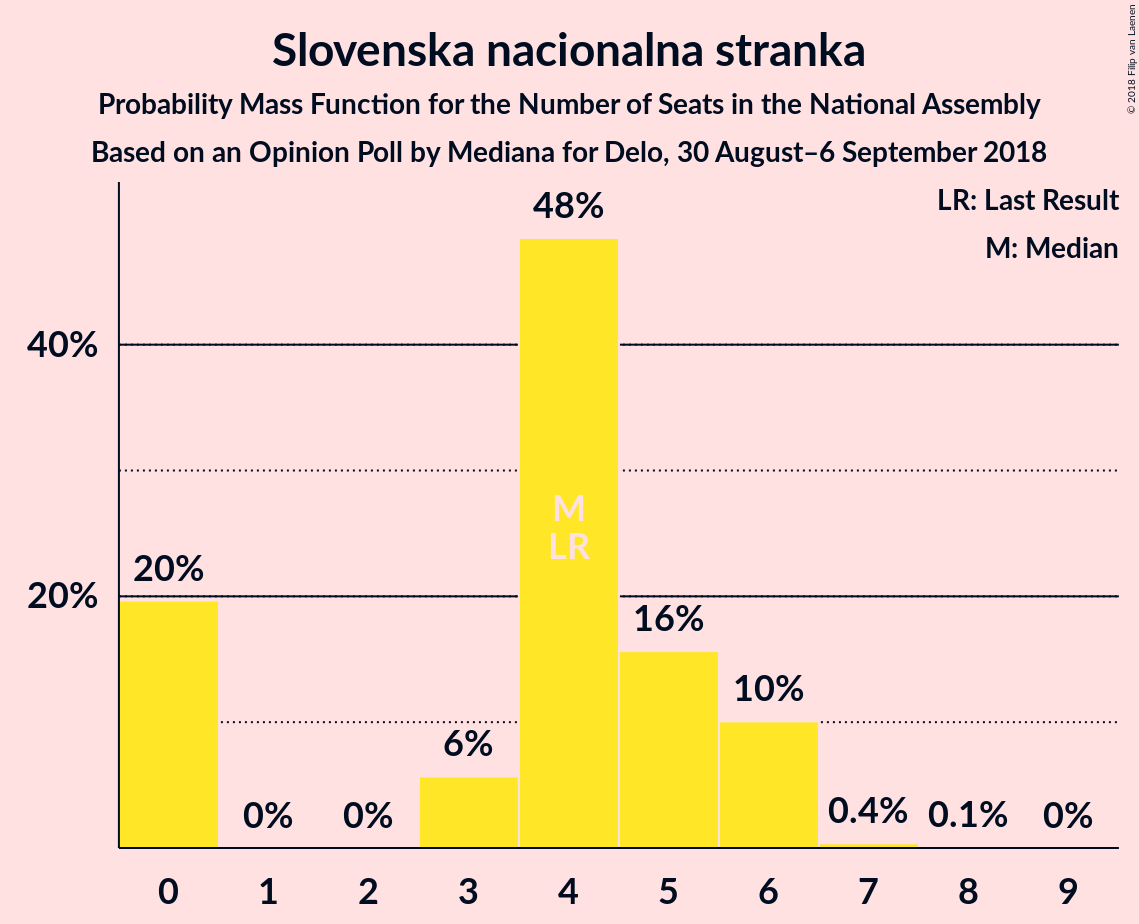 Slovenska nacionalna stranka
Probability Mass Function for the Number of Seats in the National Assembly
Based on an Opinion Poll by Mediana for Delo, 30 August–6 September 2018
© 2018 Filip van Laenen
LR: Last Result
M: Median
40%
20%
20%
0%
0%
6%
48%
M
LR
16%
10%
0.4%
0.1%
0%
0 1 2 3 4 5 6 7 8 9